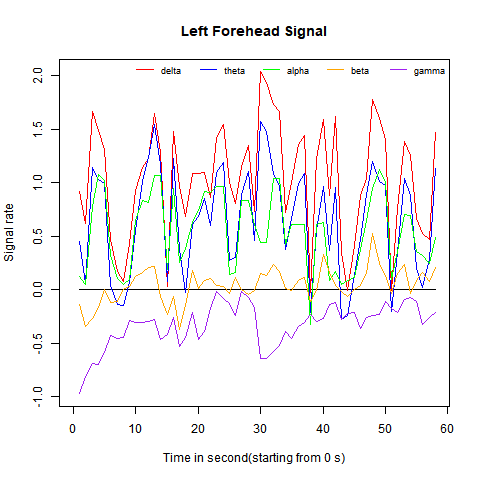 Left Forehead Signal
delta theta alpha beta gamma
Signal rate
2.0
1.5
1.0
0.5
0.0
-0.5
-1.0
0 10 20 30 40 50 60
Time in second(starting from 0 s)